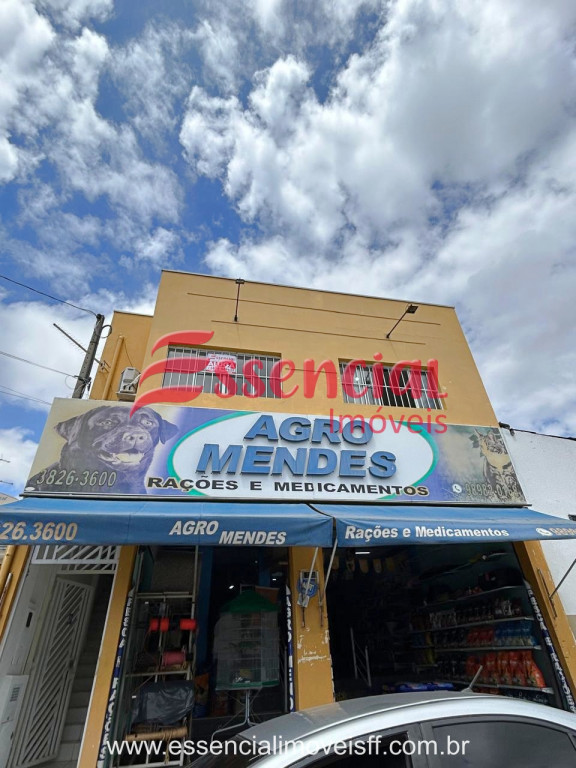 Essencial
Imóveis
AGRO
MENDES
RAÇÕES E MEDICAMENTOS
3826-3600
26.3600
AGRO
MENDES
Rações e Medicamentos
www.essencialimoveisff.com.br